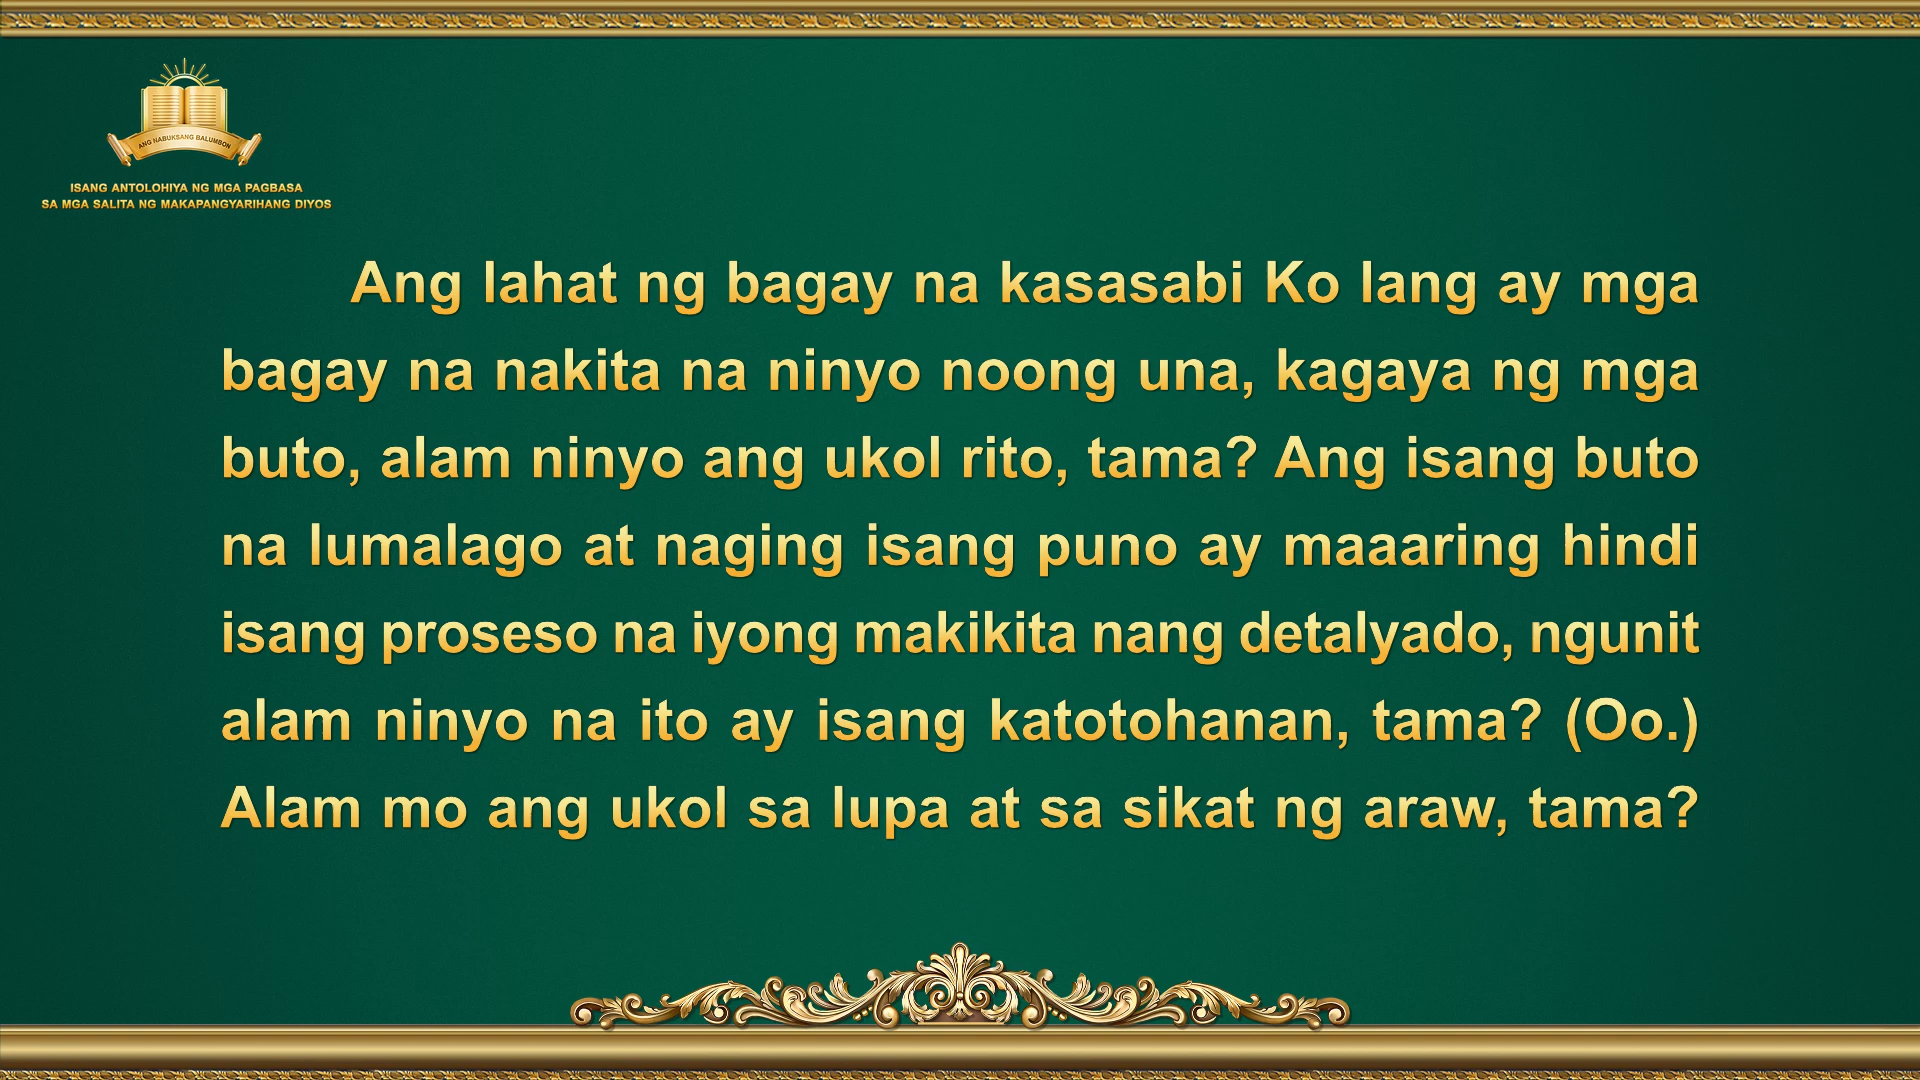 ANG NABUKSANG BALUMBON
ISANG ANTOLOHIYA NG MGA PAGBASA
SA MGA SALITA NG MAKAPANGYARIHANG DIYOS
Ang lahat ng bagay na kasasabi Ko lang ay mga
bagay na nakita na ninyo noong una, kagaya ng mga
buto, alam ninyo ang ukol rito, tama? Ang isang buto
na lumalago at naging isang puno ay maaaring hindi
isang proseso na iyong makikita nang detalyado, ngunit
alam ninyo na ito ay isang katotohanan, tama? (Oo.)
Alam mo ang ukol sa lupa at sa sikat ng araw, tama?